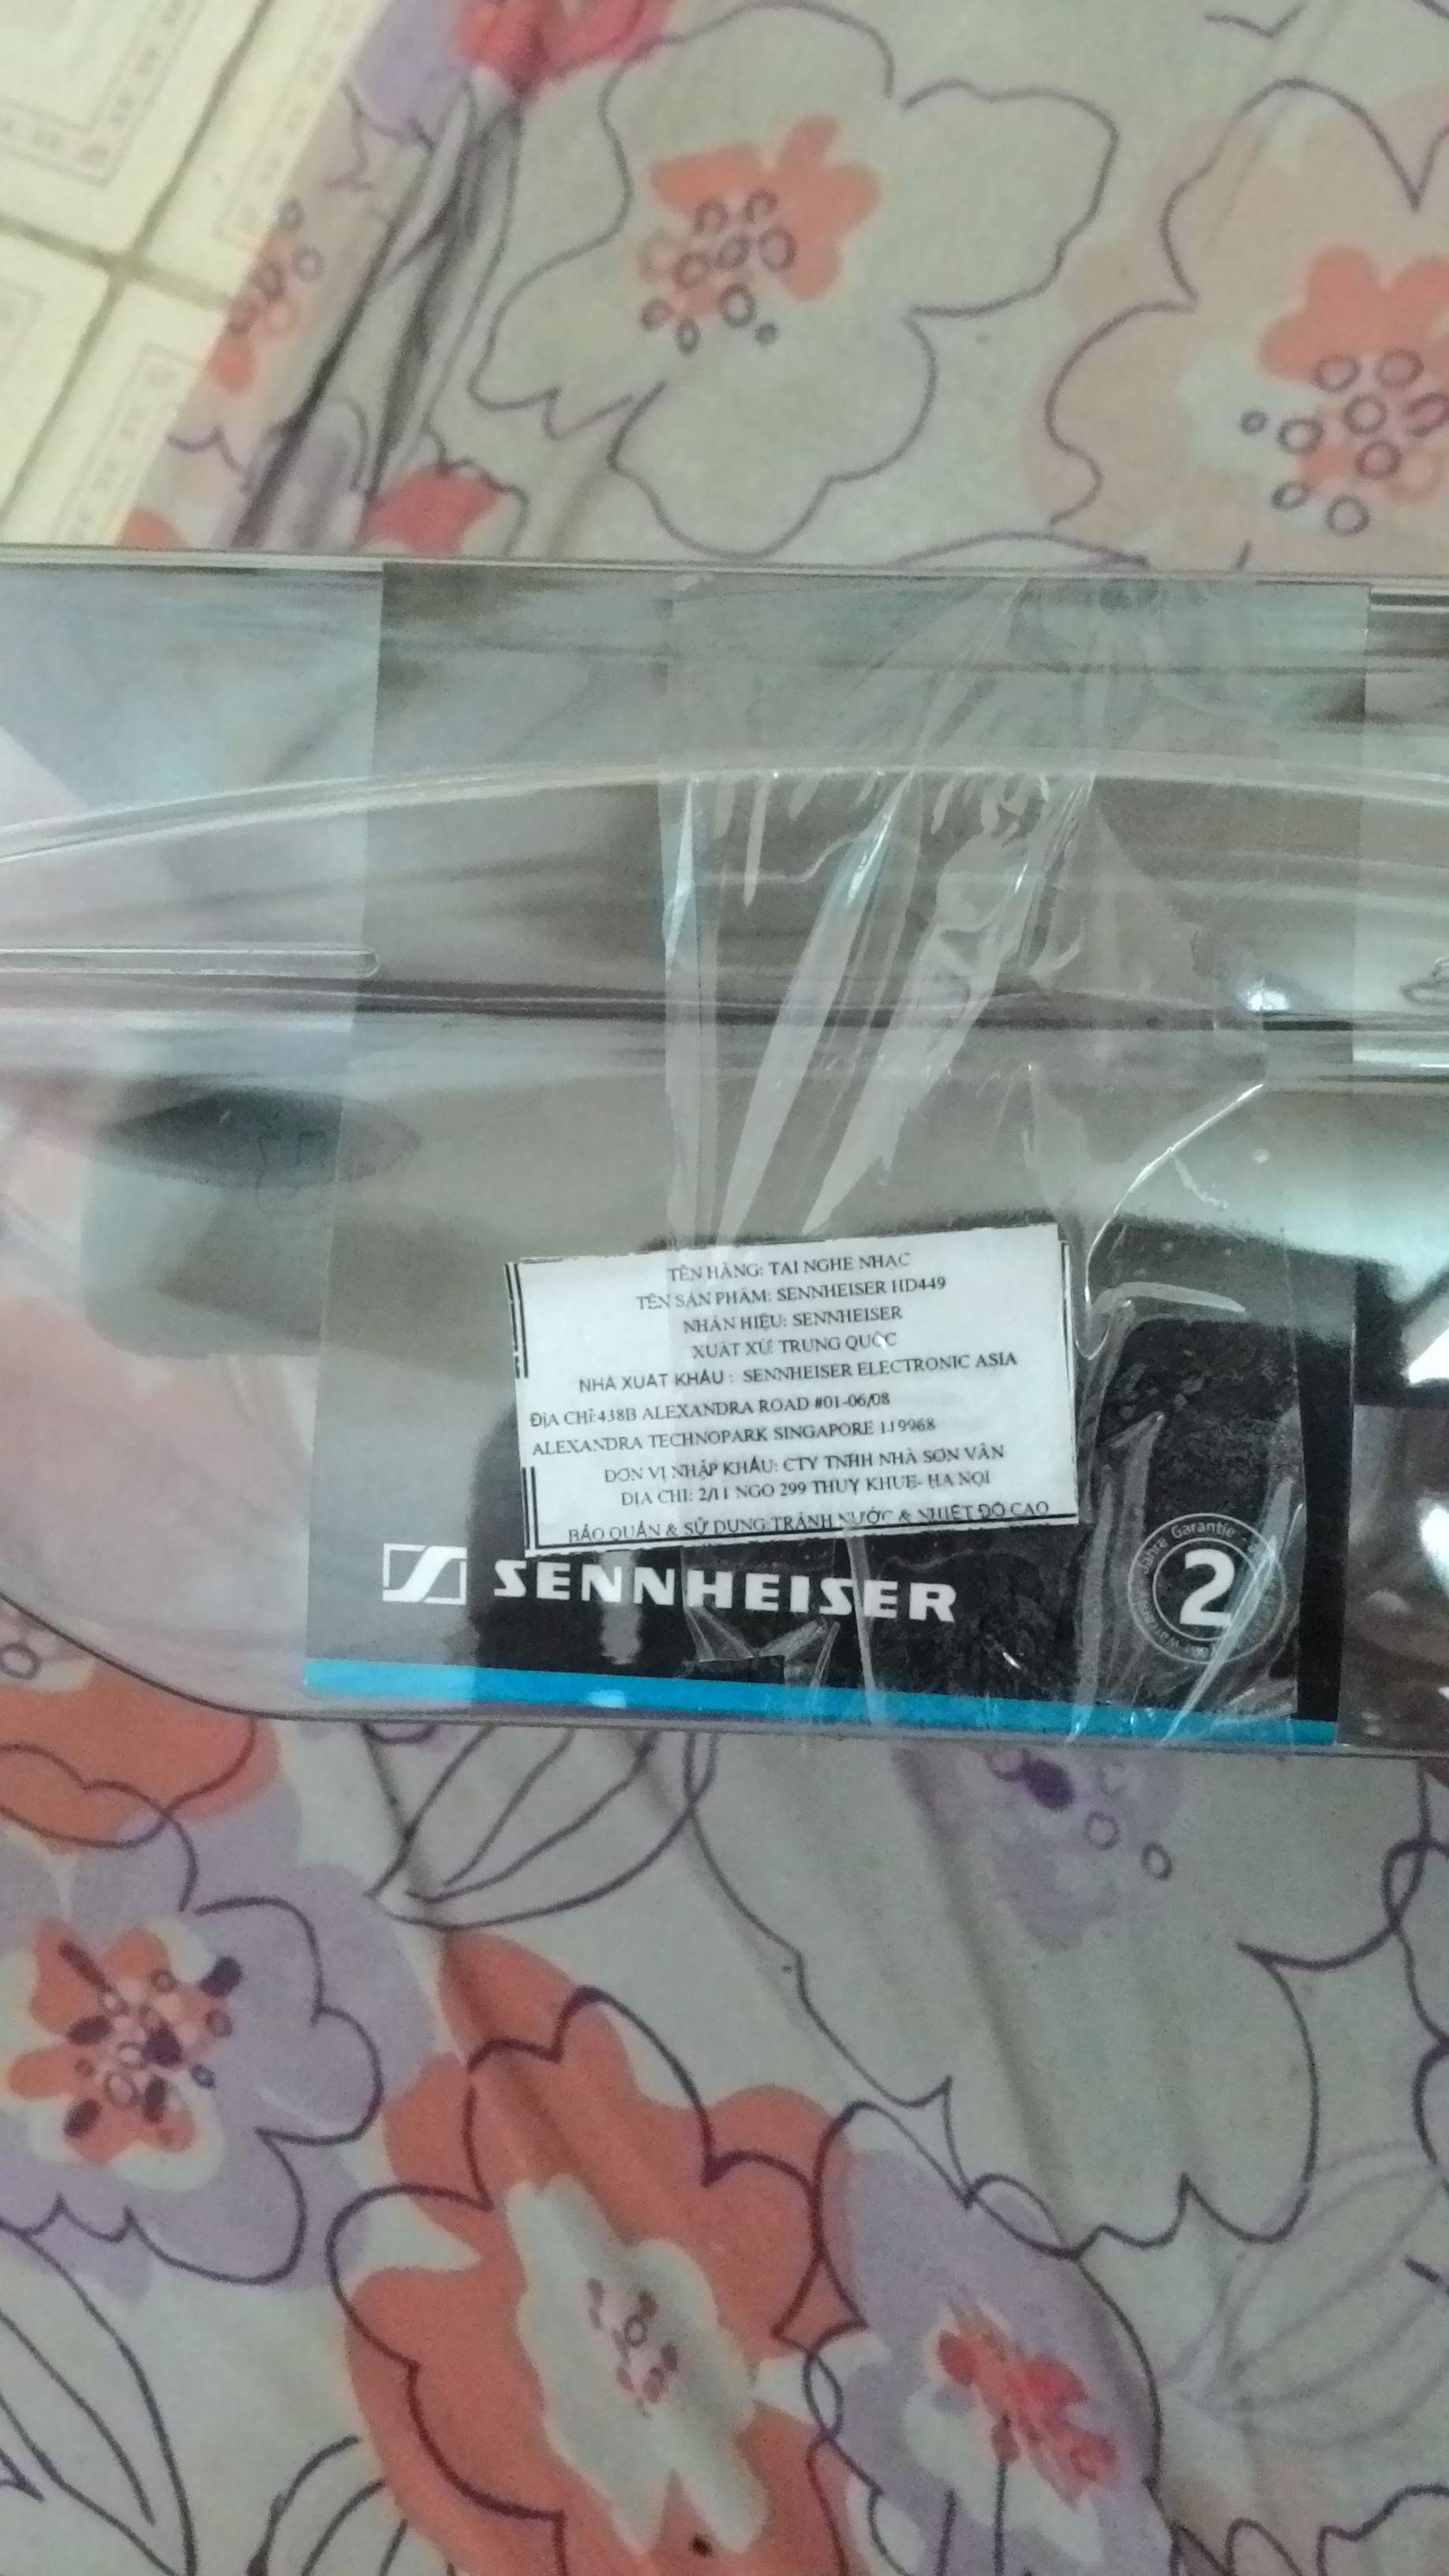 TÊN HÀNG: TAI NGHE NHẠC
TÊN SẢN PHẨM: SENNHEISER HD449
NHÃN HIỆU: SENNHEISER
XUẤT XỨ: TRUNG QUỐC
NHÀ XUẤT KHẨU : SENNHEISER ELECTRONIC ASIA
ĐỊA CHỈ:438B ALEXANDRA ROAD #01-06/08
ALEXANDRA TECHNOPARK SINGAPORE 119968
ĐƠN VỊ NHẬP KHẨU: CTY TNHH NHÀ SƠN VÂN
ĐỊA CHỈ: 2/11 NGÕ 299 THUỴ KHUÊ- HÀ NỘI
BẢO QUẢN & SỬ DỤNG:TRÁNH NƯỚC & NHIỆT ĐỘ CAO
SENNHEISER
Jahre Garantie
2